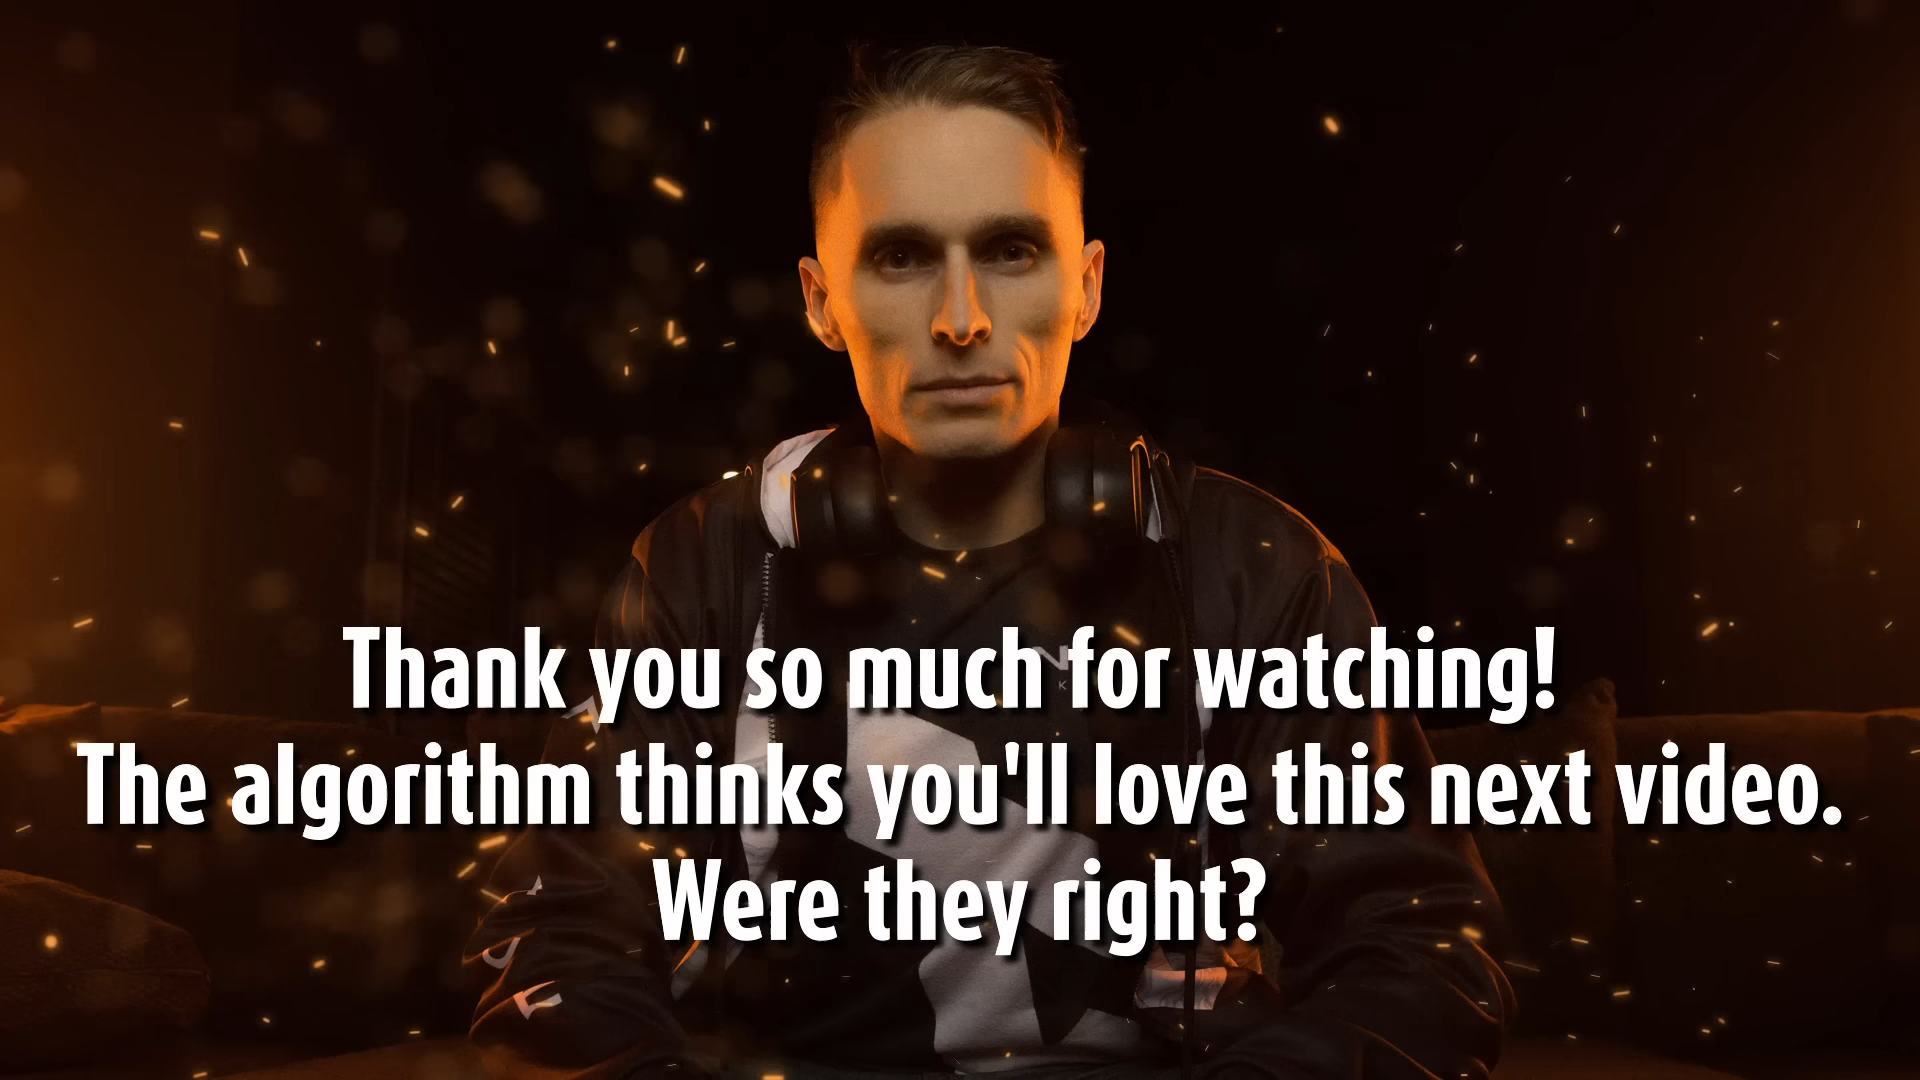 Thank you so much for watching!
The algorithm thinks you'll love this next video.
Were they right?